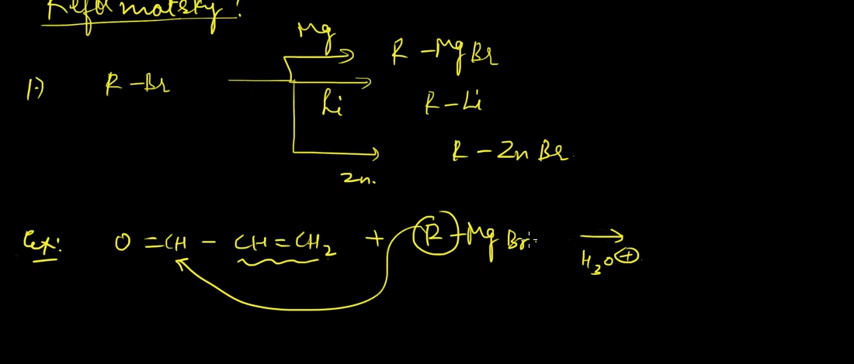 Reformatsky:
Mg
R-MgBr
1.) R-Br
Li
R-Li
R-ZnBr
Zn.
Ex: O=CH-CH=CH2 + R-MgBr: H3O+